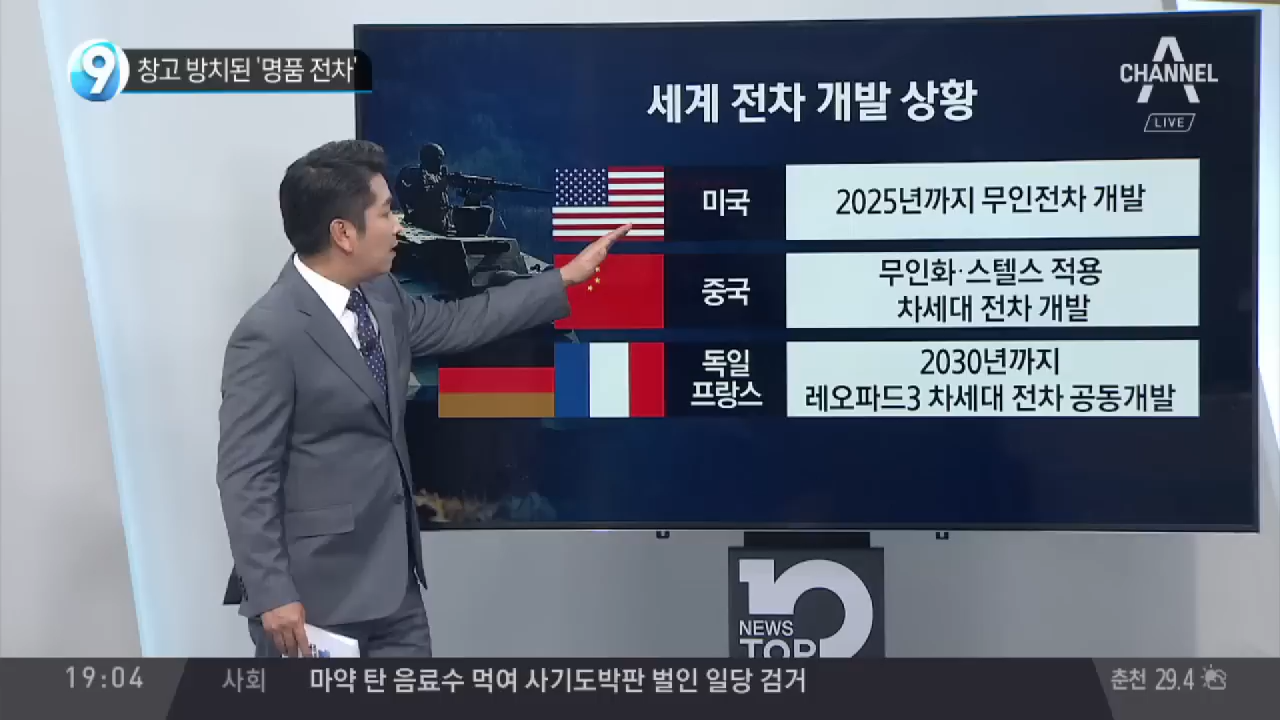 9 창고 방치된 '명품 전차'
CHANNEL A
LIVE
세계 전차 개발 상황
미국
2025년까지 무인전차 개발
중국
무인화·스텔스 적용
차세대 전차 개발
독일
프랑스
2030년까지
레오파드3 차세대 전차 공동개발
NEWS
TOP
10
19:04 사회 마약 탄 음료수 먹여 사기도박판 벌인 일당 검거 춘천 29.4